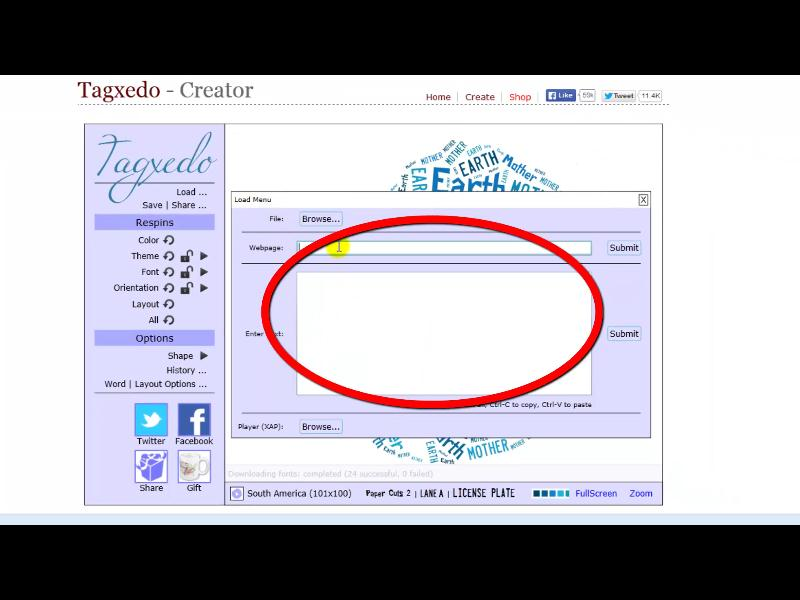 Tagxedo - Creator
Home | Create | Shop | Like 59k Tweet 11.4K
Tagxedo
Load ...
Save | Share ...
Respins
Color
Theme
Font
Orientation
Layout
All
Options
Shape
History ...
Word | Layout Options ...
Twitter Facebook
Share Gift
MOTHER
MOTHER
EARTH
Mother
EARTH
EARTH
Earth
MOTHER
Load Menu X
File: Browse...
Webpage: Submit
Enter Submit
Ctrl-C to copy, Ctrl-V to paste
Player (XAP): Browse...
Earth
MOTHER
Downloading fonts: completed (24 successful, 0 failed)
South America (101x100) Paper Cuts 2 | LANE A | LICENSE PLATE FullScreen Zoom